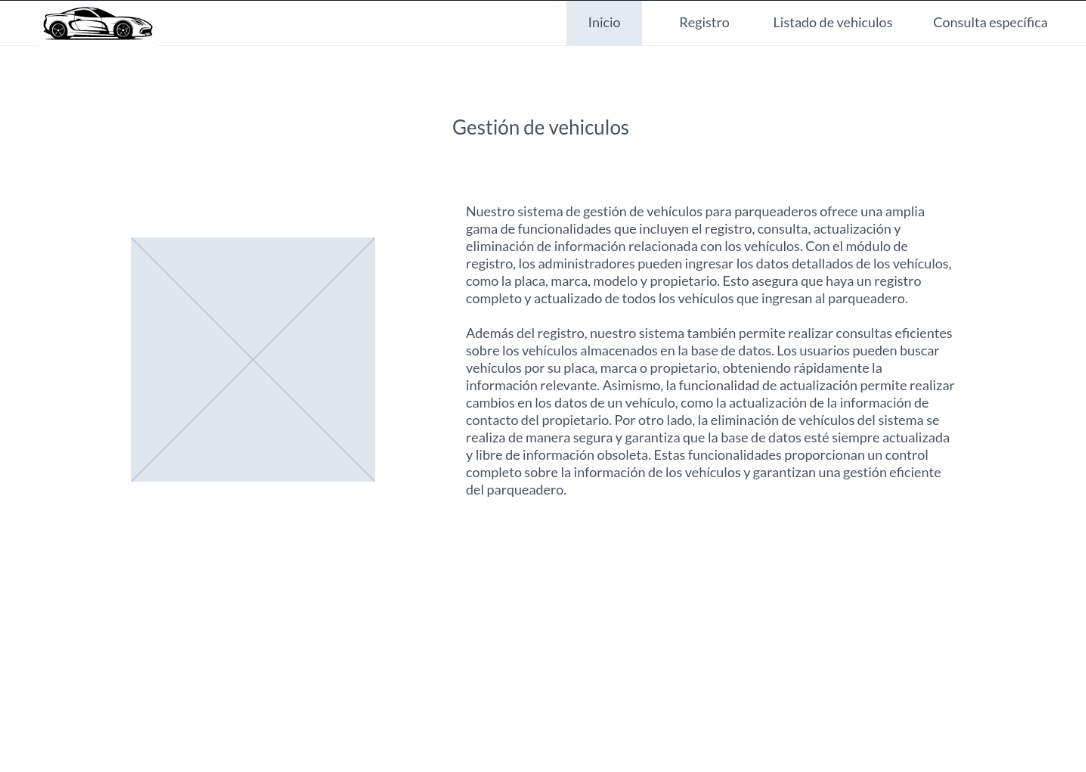 Inicio
Registro
Listado de vehiculos
Consulta específica
Gestión de vehiculos
Nuestro sistema de gestión de vehículos para parqueaderos ofrece una amplia
gama de funcionalidades que incluyen el registro, consulta, actualización y
eliminación de información relacionada con los vehículos. Con el módulo de
registro, los administradores pueden ingresar los datos detallados de los vehículos,
como la placa, marca, modelo y propietario. Esto asegura que haya un registro
completo y actualizado de todos los vehículos que ingresan al parqueadero.
Además del registro, nuestro sistema también permite realizar consultas eficientes
sobre los vehículos almacenados en la base de datos. Los usuarios pueden buscar
vehículos por su placa, marca o propietario, obteniendo rápidamente la
información relevante. Asimismo, la funcionalidad de actualización permite realizar
cambios en los datos de un vehículo, como la actualización de la información de
contacto del propietario. Por otro lado, la eliminación de vehículos del sistema se
realiza de manera segura y garantiza que la base de datos esté siempre actualizada
y libre de información obsoleta. Estas funcionalidades proporcionan un control
completo sobre la información de los vehículos y garantizan una gestión eficiente
del parqueadero.